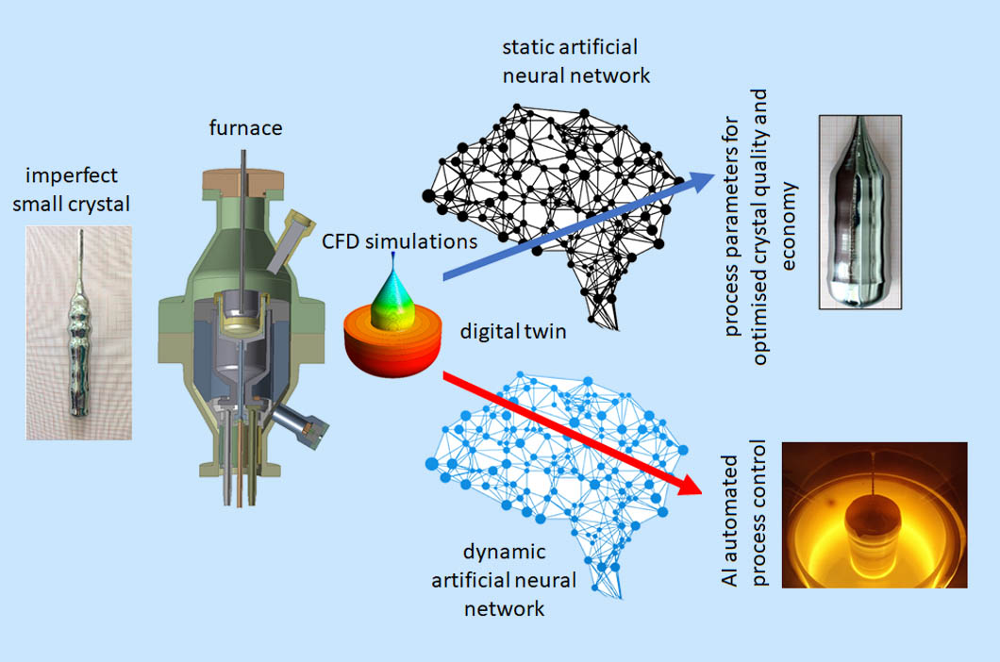 imperfect
small crystal
furnace
CFD simulations
static artificial
neural network
digital twin
dynamic
artificial neural
network
process parameters for
optimised crystal quality and
economy
AI automated
process control